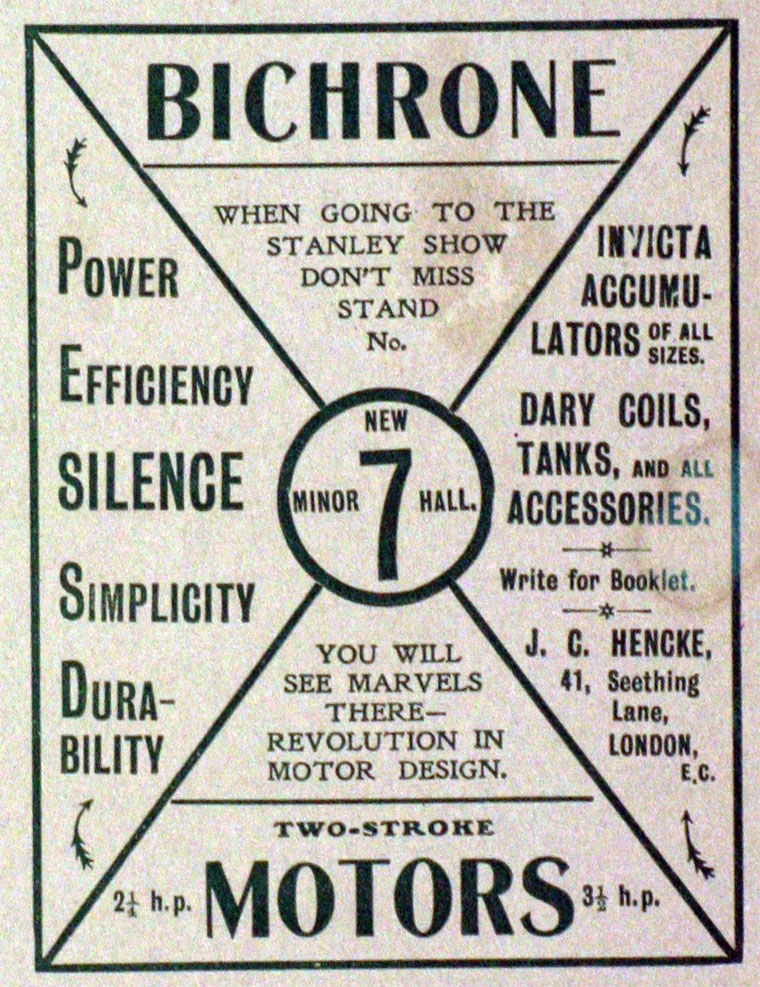 BICHRONE
WHEN GOING TO THE
STANLEY SHOW
DON'T MISS
STAND
No.
NEW
MINOR 7 HALL.
YOU WILL
SEE MARVELS
THERE—
REVOLUTION IN
MOTOR DESIGN.
TWO-STROKE
2¼ h.p. MOTORS 3½ h.p.
POWER
EFFICIENCY
SILENCE
SIMPLICITY
DURA-
BILITY
INVICTA
ACCUMU-
LATORS OF ALL
SIZES.
DARY COILS,
TANKS, AND ALL
ACCESSORIES.
Write for Booklet.
J. C. HENCKE,
41, Seething
Lane,
LONDON,
E.C.